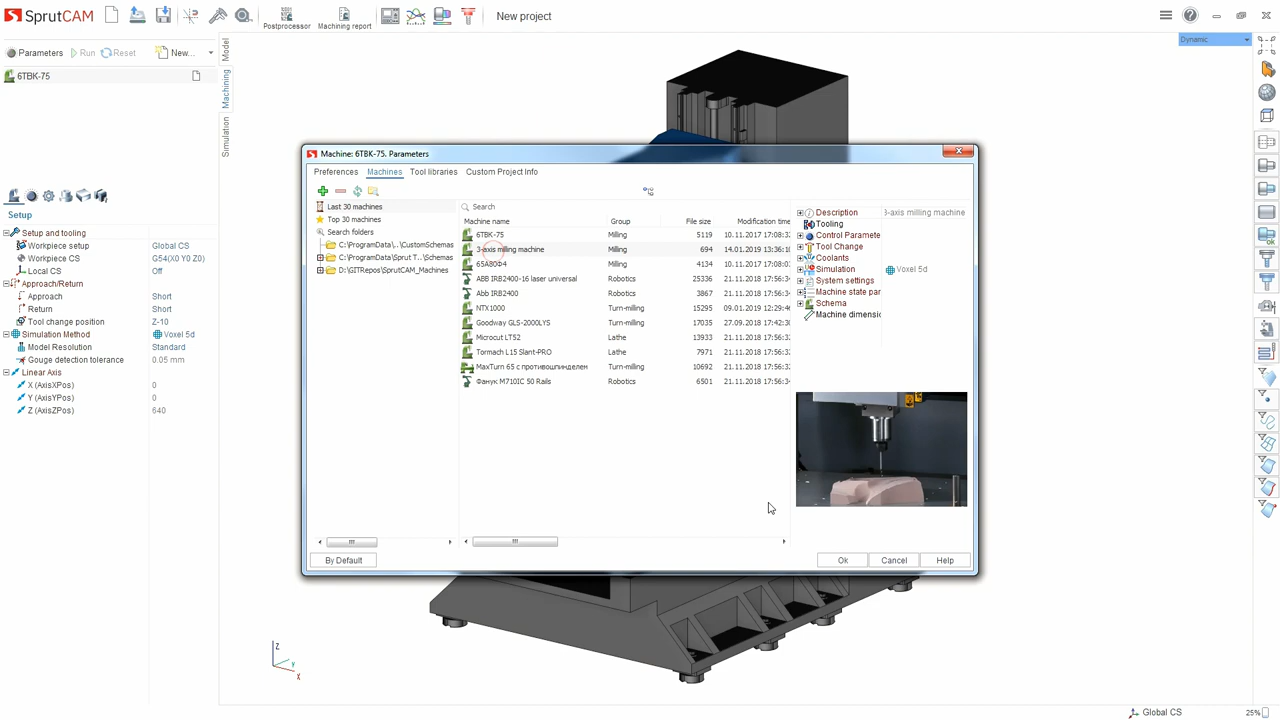 SprutCAM
Postprocessor
Machining report
New project
Parameters
Run
Reset
New...
Dynamic
6TBK-75
Model
Machining
Simulation
Setup
Setup and tooling
Workpiece setup Global CS
Workpiece CS G54(X0 Y0 Z0)
Local CS Off
Approach/Return
Approach Short
Return Short
Tool change position Z-10
Simulation Method Voxel 5d
Model Resolution Standard
Gouge detection tolerance 0.05 mm
Linear Axis
X (AxisXPos) 0
Y (AxisYPos) 0
Z (AxisZPos) 640
Machine: 6TBK-75. Parameters
Preferences Machines Tool libraries Custom Project Info
Last 30 machines
Top 30 machines
Search folders
C:\ProgramData\..\CustomSchemas
C:\ProgramData\Sprut T..\Schemas
D:\GITRepos\SprutCAM_Machines
Search
Machine name Group File size Modification time
6TBK-75 Milling 5119 20.11.2018 17:08:3
3-axis milling machine Milling 694 14.01.2019 13:36:1
65A80Ф4 Milling 4134 20.11.2018 17:08:3
ABB IRB2400-16 laser universal Robotics 25336 21.11.2018 17:56:3
Abb IRB2400 Robotics 3867 21.11.2018 17:56:3
NTX1000 Turn-milling 15295 09.01.2019 12:29:4
Goodway GLS-2000LYS Turn-milling 17035 27.09.2018 17:42:3
Microcut LT52 Lathe 13933 21.11.2018 17:56:3
Tormach L15 Slant-PRO Lathe 7971 21.11.2018 17:56:3
MaxTurn 65 с противошпинделем Turn-milling 10692 21.11.2018 17:56:3
Фанук M710IC 50 Rails Robotics 6501 21.11.2018 17:56:3
Description 3-axis milling machine
Tooling
Control Paramete
Tool Change
Coolants
Simulation Voxel 5d
System settings
Machine state par
Schema
Machine dimensio
By Default
Ok
Cancel
Help
Z
Y
X
Global CS
25%